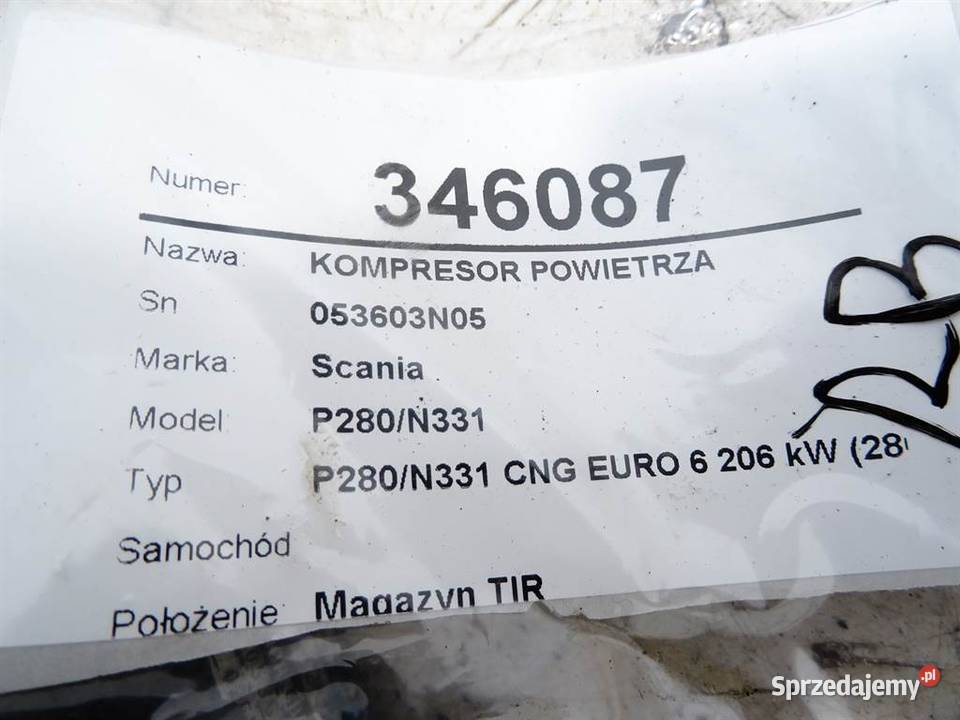 Numer: 346087
Nazwa: KOMPRESOR POWIETRZA
Sn 053603N05
Marka: Scania
Model P280/N331
Typ P280/N331 CNG EURO 6 206 kW (28
Samochód
Położenie: Magazyn TIR
Sprzedajemy.pl